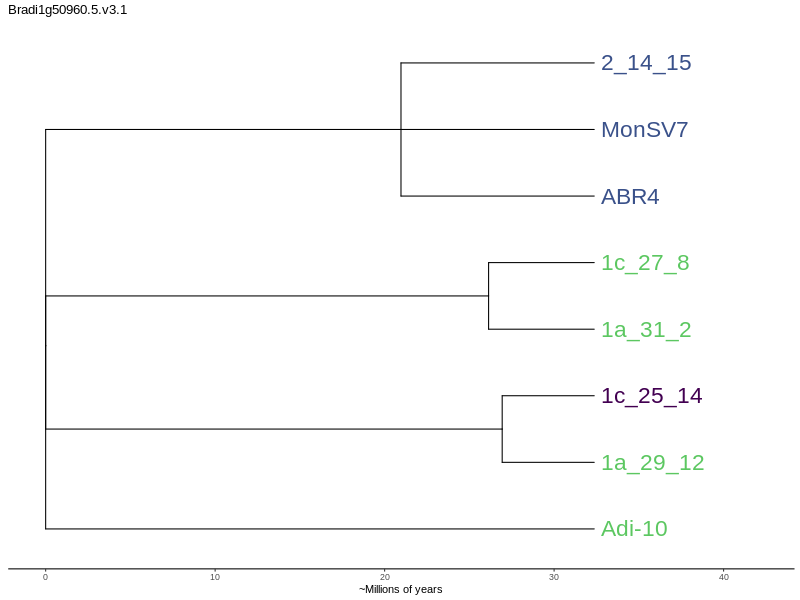 Bradi1g50960.5.v3.1
2_14_15
MonSV7
ABR4
1c_27_8
1a_31_2
1c_25_14
1a_29_12
Adi-10
0 10 20 30 40
~Millions of years